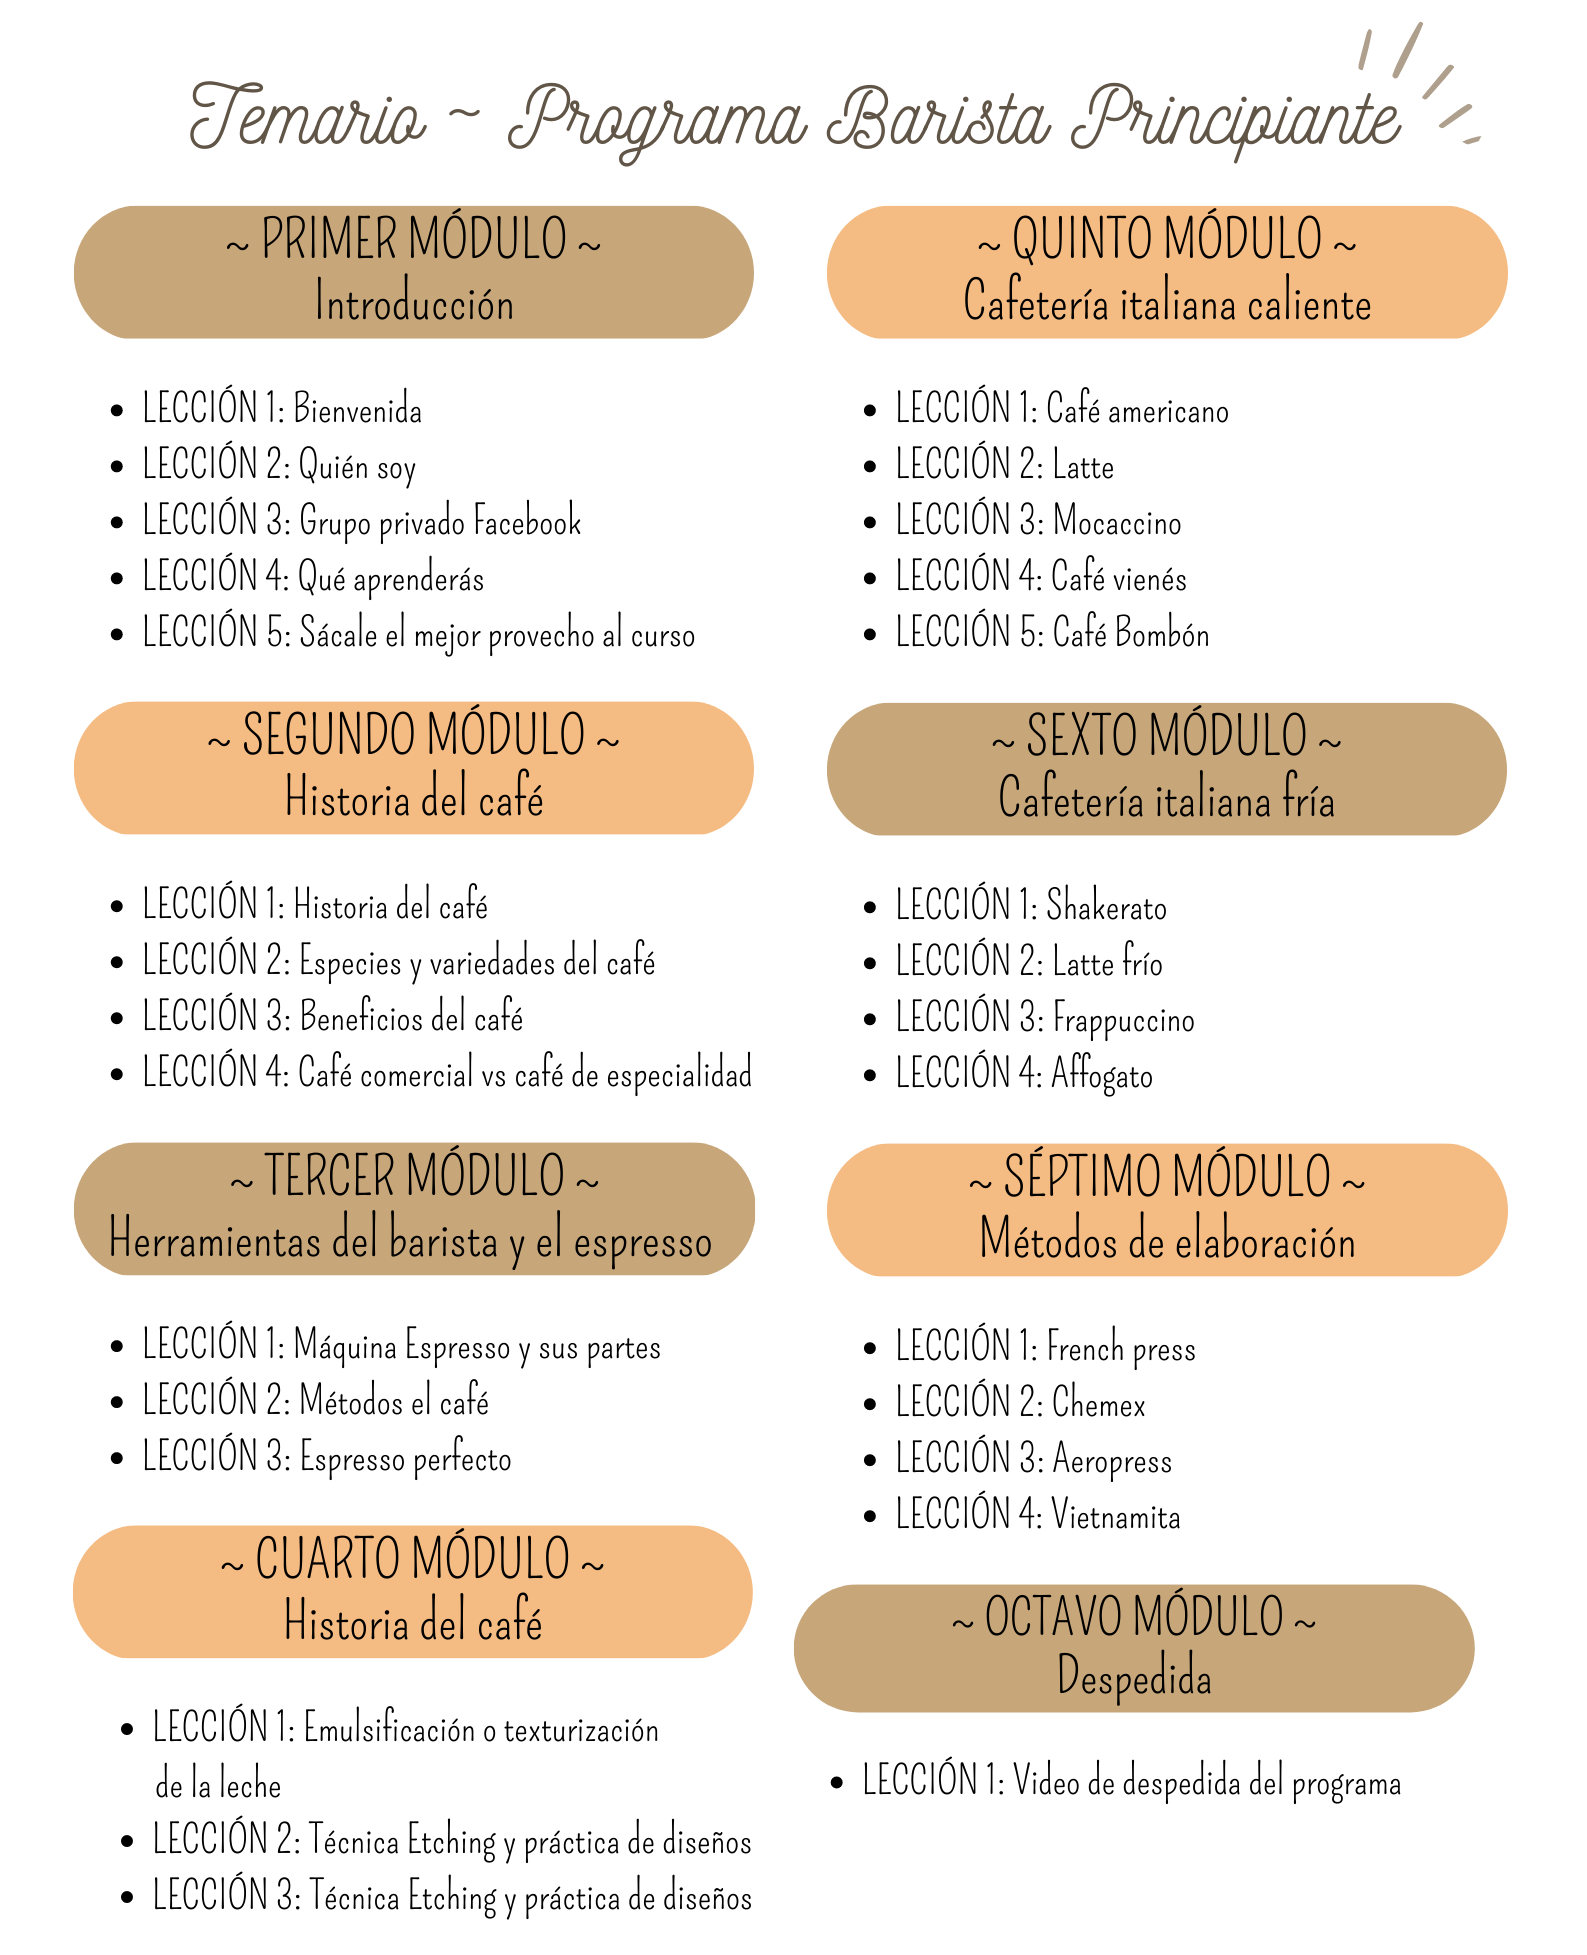 Temario ~ Programa Barista Principiante
~ PRIMER MÓDULO ~
Introducción
• LECCIÓN 1: Bienvenida
• LECCIÓN 2: Quién soy
• LECCIÓN 3: Grupo privado Facebook
• LECCIÓN 4: Qué aprenderás
• LECCIÓN 5: Sácale el mejor provecho al curso
~ SEGUNDO MÓDULO ~
Historia del café
• LECCIÓN 1: Historia del café
• LECCIÓN 2: Especies y variedades del café
• LECCIÓN 3: Beneficios del café
• LECCIÓN 4: Café comercial vs café de especialidad
~ TERCER MÓDULO ~
Herramientas del barista y el espresso
• LECCIÓN 1: Máquina Espresso y sus partes
• LECCIÓN 2: Métodos el café
• LECCIÓN 3: Espresso perfecto
~ CUARTO MÓDULO ~
Historia del café
• LECCIÓN 1: Emulsificación o texturización
de la leche
• LECCIÓN 2: Técnica Etching y práctica de diseños
• LECCIÓN 3: Técnica Etching y práctica de diseños
~ QUINTO MÓDULO ~
Cafetería italiana caliente
• LECCIÓN 1: Café americano
• LECCIÓN 2: Latte
• LECCIÓN 3: Mocaccino
• LECCIÓN 4: Café vienés
• LECCIÓN 5: Café Bombón
~ SEXTO MÓDULO ~
Cafetería italiana fría
• LECCIÓN 1: Shakerato
• LECCIÓN 2: Latte frío
• LECCIÓN 3: Frappuccino
• LECCIÓN 4: Affogato
~ SÉPTIMO MÓDULO ~
Métodos de elaboración
• LECCIÓN 1: French press
• LECCIÓN 2: Chemex
• LECCIÓN 3: Aeropress
• LECCIÓN 4: Vietnamita
~ OCTAVO MÓDULO ~
Despedida
• LECCIÓN 1: Video de despedida del programa